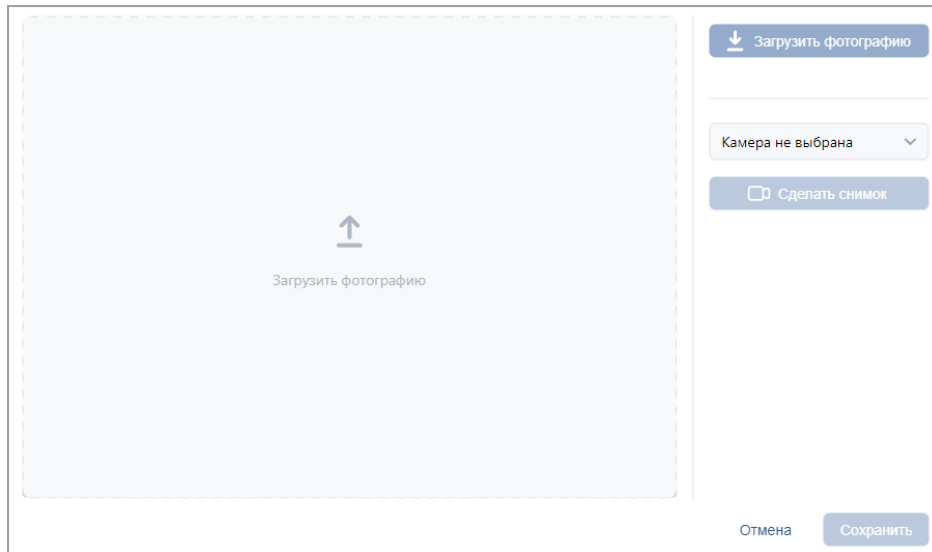 Загрузить фотографию
Камера не выбрана
Сделать снимок
Загрузить фотографию
Отмена
Сохранить